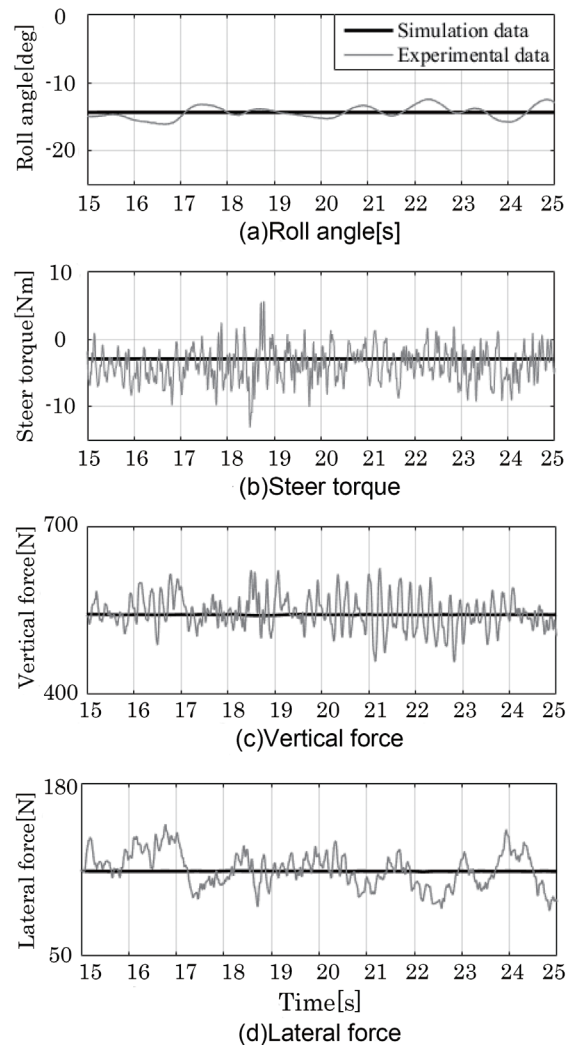 0
Simulation data
Experimental data
-10
-20
Roll angle[deg]
15 16 17 18 19 20 21 22 23 24 25
(a)Roll angle[s]
10
0
-10
Steer torque[Nm]
15 16 17 18 19 20 21 22 23 24 25
(b)Steer torque
700
400
Vertical force[N]
15 16 17 18 19 20 21 22 23 24 25
(c)Vertical force
180
50
Lateral force[N]
15 16 17 18 19 20 21 22 23 24 25
Time[s]
(d)Lateral force